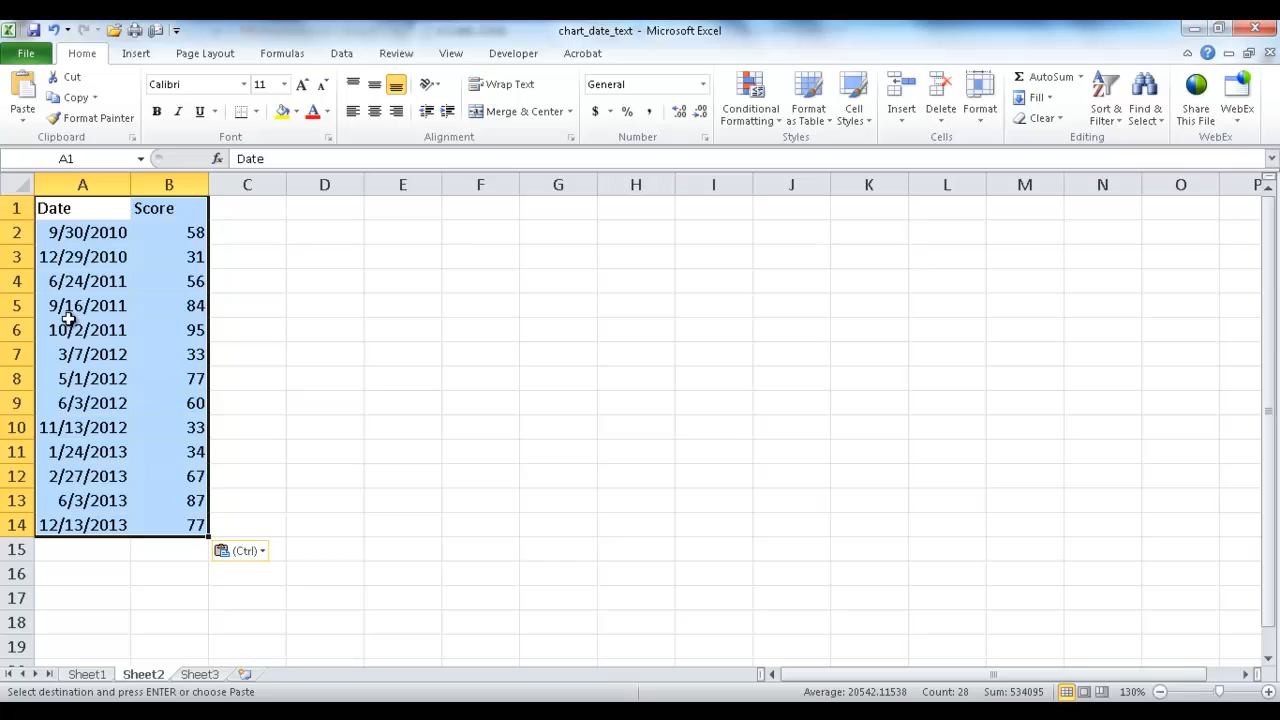 chart_date_text - Microsoft Excel
File Home Insert Page Layout Formulas Data Review View Developer Acrobat
Paste
Cut
Copy
Format Painter
Clipboard
Calibri 11
B I U
Font
Wrap Text
Merge & Center
Alignment
General
$ % ,
Number
Conditional Formatting
Format as Table
Cell Styles
Styles
Insert Delete Format
Cells
AutoSum
Fill
Clear
Sort & Filter
Find & Select
Editing
Share This File
WebEx
WebEx
A1 fx Date
A B C D E F G H I J K L M N O P
1 Date Score
2 9/30/2010 58
3 12/29/2010 31
4 6/24/2011 56
5 9/16/2011 84
6 10/2/2011 95
7 3/7/2012 33
8 5/1/2012 77
9 6/3/2012 60
10 11/13/2012 33
11 1/24/2013 34
12 2/27/2013 67
13 6/3/2013 87
14 12/13/2013 77
15 (Ctrl)
16
17
18
19
Sheet1 Sheet2 Sheet3
Select destination and press ENTER or choose Paste Average: 20542.11538 Count: 28 Sum: 534095 130%